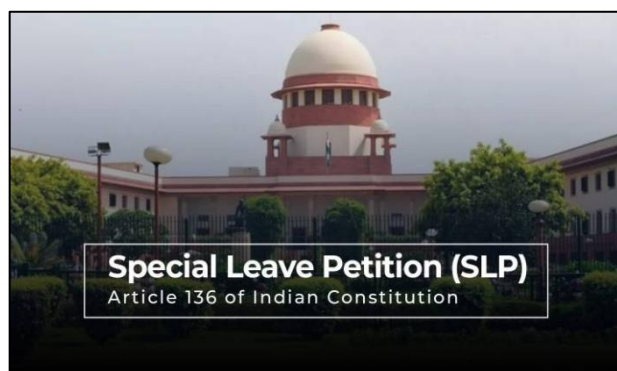 Special Leave Petition (SLP)
Article 136 of Indian Constitution